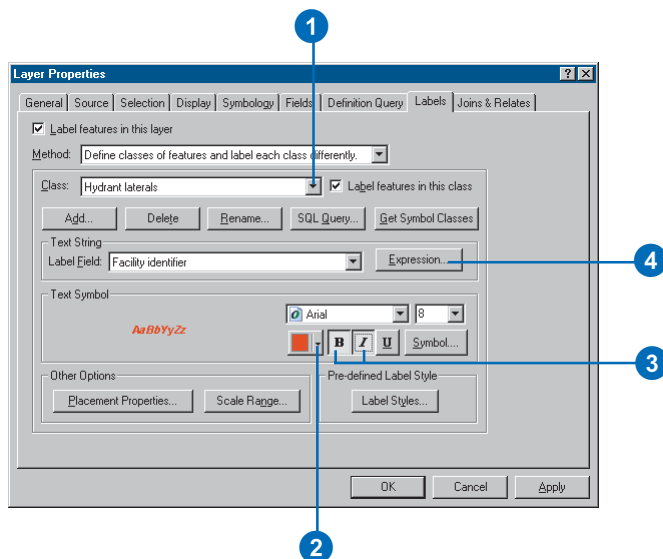 1
Layer Properties
? X
General Source Selection Display Symbology Fields Definition Query Labels Joins & Relates
Label features in this layer
Method: Define classes of features and label each class differently.
Class: Hydrant laterals Label features in this class
Add... Delete Rename... SQL Query... Get Symbol Classes
Text String
Label Field: Facility identifier Expression... 4
Text Symbol
AaBbYyZz Arial 8
B I U Symbol....
3
Other Options Pre-defined Label Style
Placement Properties... Scale Range... Label Styles...
OK Cancel Apply
2